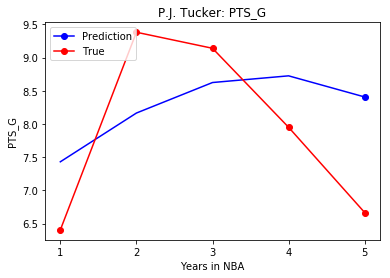 P.J. Tucker: PTS_G
Prediction
True
9.5
9.0
8.5
8.0
7.5
7.0
6.5
PTS_G
1 2 3 4 5
Years in NBA